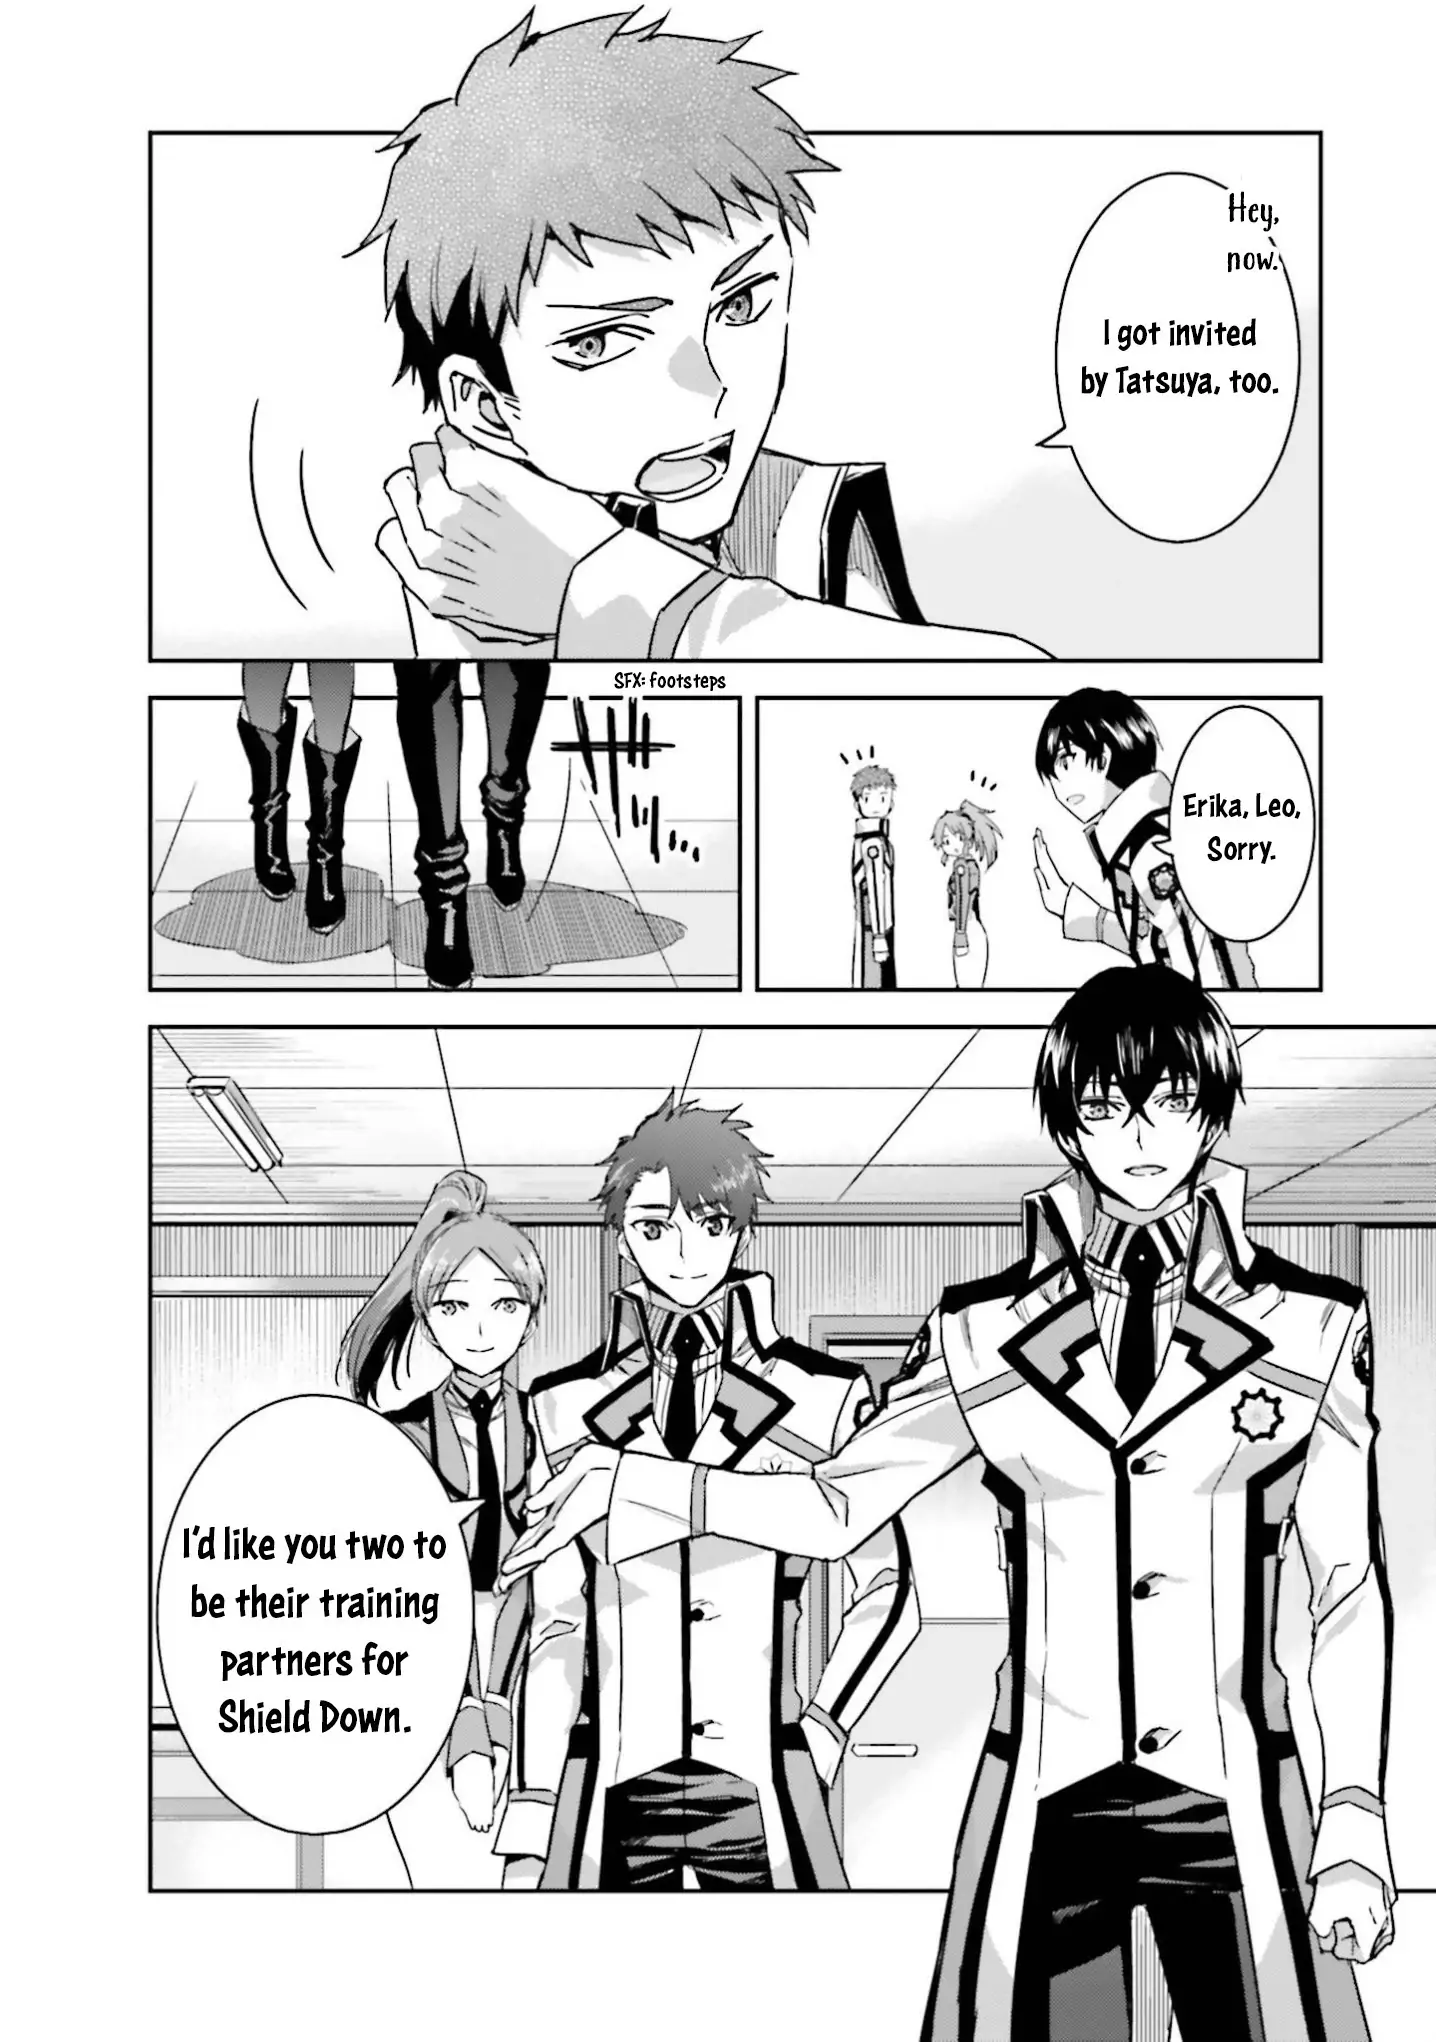 Hey,
now.
I got invited
by Tatsuya, too.
Erika, Leo,
Sorry.
SFX: footsteps
I'd like you two to
be their training
partners for
Shield Down.